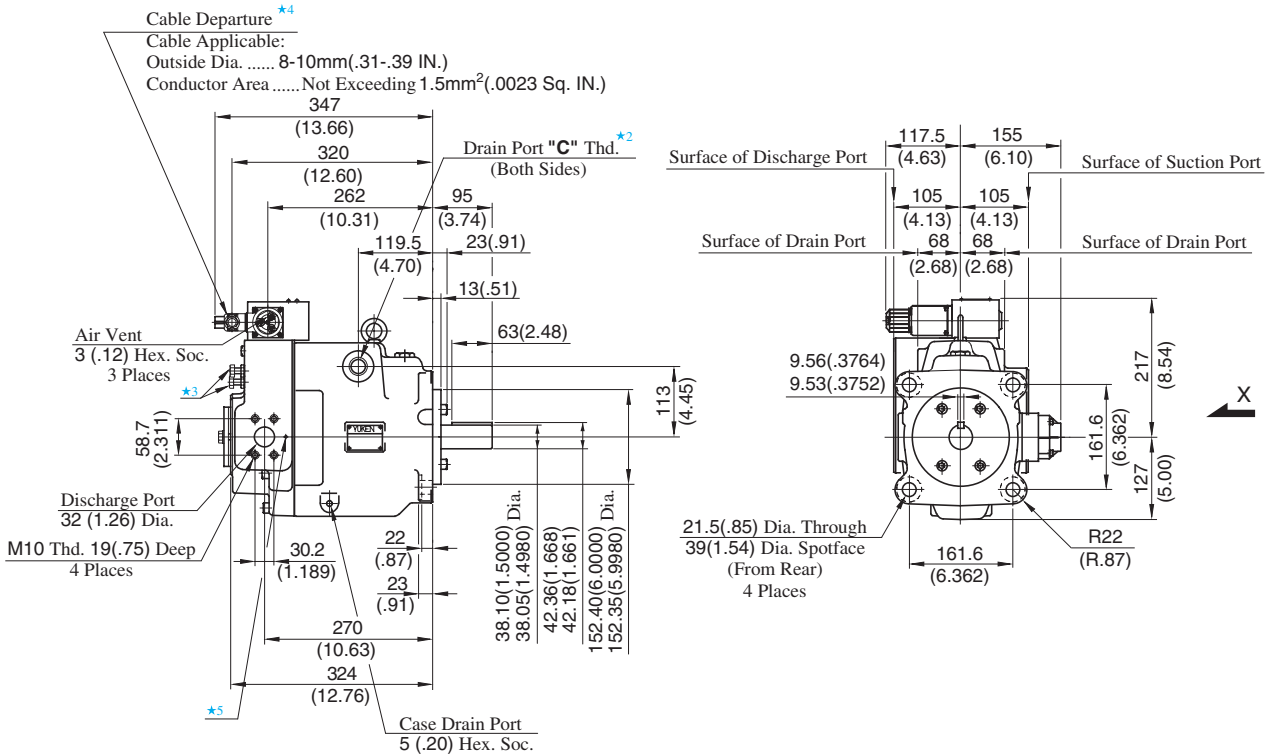 Cable Departure ★4
Cable Applicable:
Outside Dia. ...... 8-10mm(.31-.39 IN.)
Conductor Area ...... Not Exceeding 1.5mm²(.0023 Sq. IN.)
347
(13.66)
320
(12.60)
262
(10.31)
119.5
(4.70)
Drain Port "C" Thd. ★2
(Both Sides)
95
(3.74)
23(.91)
13(.51)
63(2.48)
113
(4.45)
Air Vent
3 (.12) Hex. Soc.
3 Places
★3
58.7
(2.311)
YUKEN
Discharge Port
32 (1.26) Dia.
M10 Thd. 19(.75) Deep
4 Places
30.2
(1.189)
22
(.87)
23
(.91)
270
(10.63)
324
(12.76)
★5
Case Drain Port
5 (.20) Hex. Soc.
38.10(1.5000) Dia.
38.05(1.4980)
42.36(1.668)
42.18(1.661)
152.40(6.0000) Dia.
152.35(5.9980)
117.5
(4.63)
155
(6.10)
Surface of Discharge Port
Surface of Suction Port
105
(4.13)
105
(4.13)
Surface of Drain Port
68
(2.68)
68
(2.68)
Surface of Drain Port
9.56(.3764)
9.53(.3752)
217
(8.54)
161.6
(6.362)
127
(5.00)
X
21.5(.85) Dia. Through
39(1.54) Dia. Spotface
(From Rear)
4 Places
161.6
(6.362)
R22
(R.87)